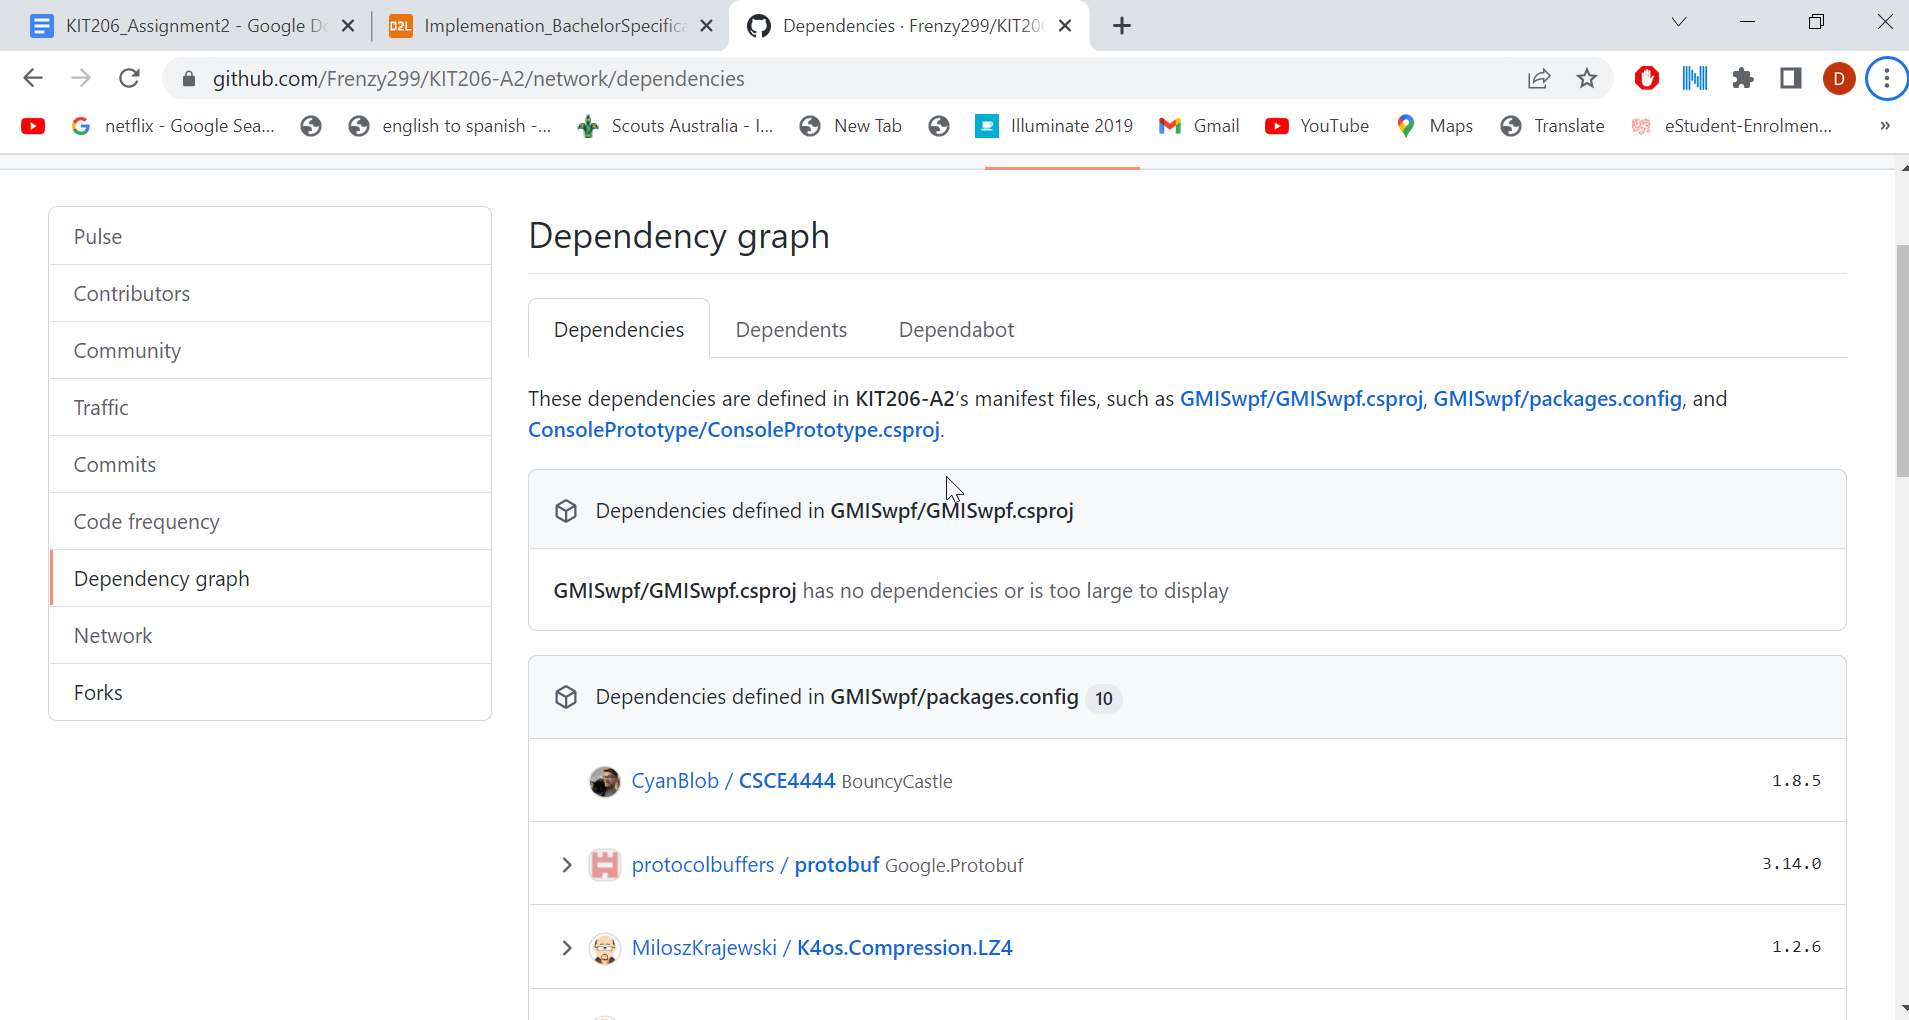 KIT206_Assignment2 - Google Do
Implemenation_BachelorSpecifica
Dependencies · Frenzy299/KIT206
github.com/Frenzy299/KIT206-A2/network/dependencies
D
netflix - Google Sea...
english to spanish -...
Scouts Australia - I...
New Tab
Illuminate 2019
Gmail
YouTube
Maps
Translate
eStudent-Enrolmen...
»
Pulse
Contributors
Community
Traffic
Commits
Code frequency
Dependency graph
Network
Forks
Dependency graph
Dependencies
Dependents
Dependabot
These dependencies are defined in KIT206-A2's manifest files, such as GMISwpf/GMISwpf.csproj, GMISwpf/packages.config, and
ConsolePrototype/ConsolePrototype.csproj.
Dependencies defined in GMISwpf/GMISwpf.csproj
GMISwpf/GMISwpf.csproj has no dependencies or is too large to display
Dependencies defined in GMISwpf/packages.config 10
CyanBlob / CSCE4444 BouncyCastle 1.8.5
protocolbuffers / protobuf Google.Protobuf 3.14.0
MiloszKrajewski / K4os.Compression.LZ4 1.2.6